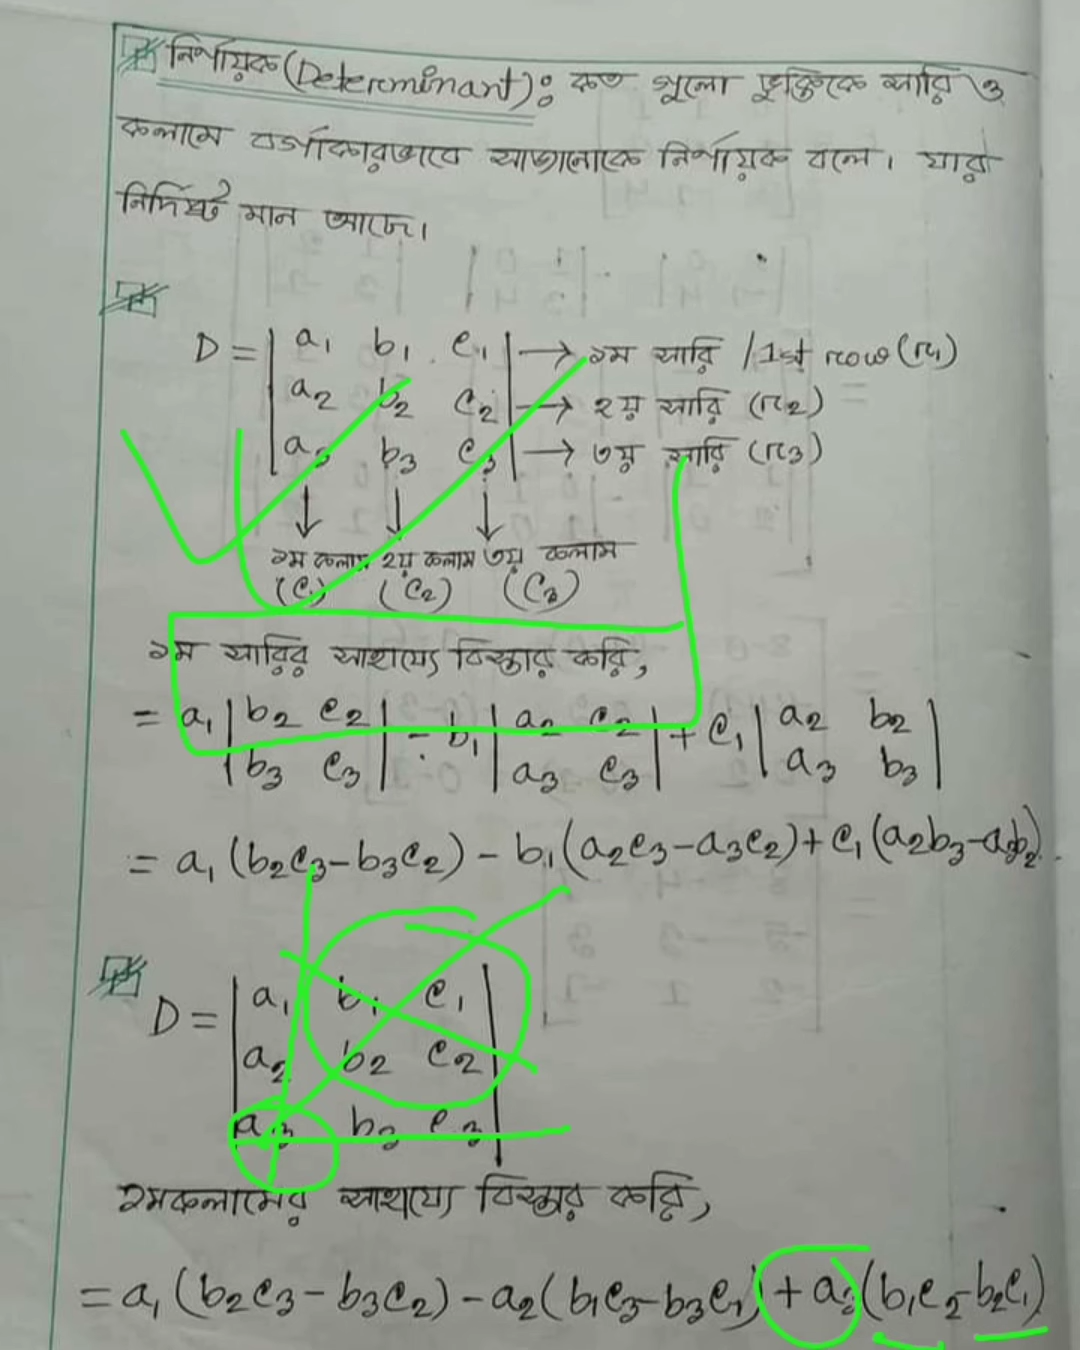 নির্ণায়ক (Determinant): কত গুলো ভুক্তিকে সারি ও
কলামে বর্গাকারভাবে সাজানোকে নির্ণায়ক বলে। যার
নির্দিষ্ট মান আছে।
D = | a₁ b₁ c₁ | → ১ম সারি / 1st row (r₁)
| a₂ b₂ c₂ | → ২য় সারি (r₂)
| a₃ b₃ c₃ | → ৩য় সারি (r₃)
↓ ↓ ↓
১ম কলাম ২য় কলাম ৩য় কলাম
(c₁) (c₂) (c₃)
১ম সারির সাহায্যে বিস্তার করি,
= a₁ | b₂ c₂ | - b₁ | a₂ c₂ | + c₁ | a₂ b₂ |
| b₃ c₃ | | a₃ c₃ | | a₃ b₃ |
= a₁ (b₂c₃ - b₃c₂) - b₁ (a₂c₃ - a₃c₂) + c₁ (a₂b₃ - a₃b₂)
D = | a₁ b₁ c₁ |
| a₂ b₂ c₂ |
| a₃ b₃ c₃ |
১মকলামের সাহায্যে বিস্তার করি,
= a₁ (b₂c₃ - b₃c₂) - a₂ (b₁c₃ - b₃c₁) + a₃ (b₁c₂ - b₂c₁)